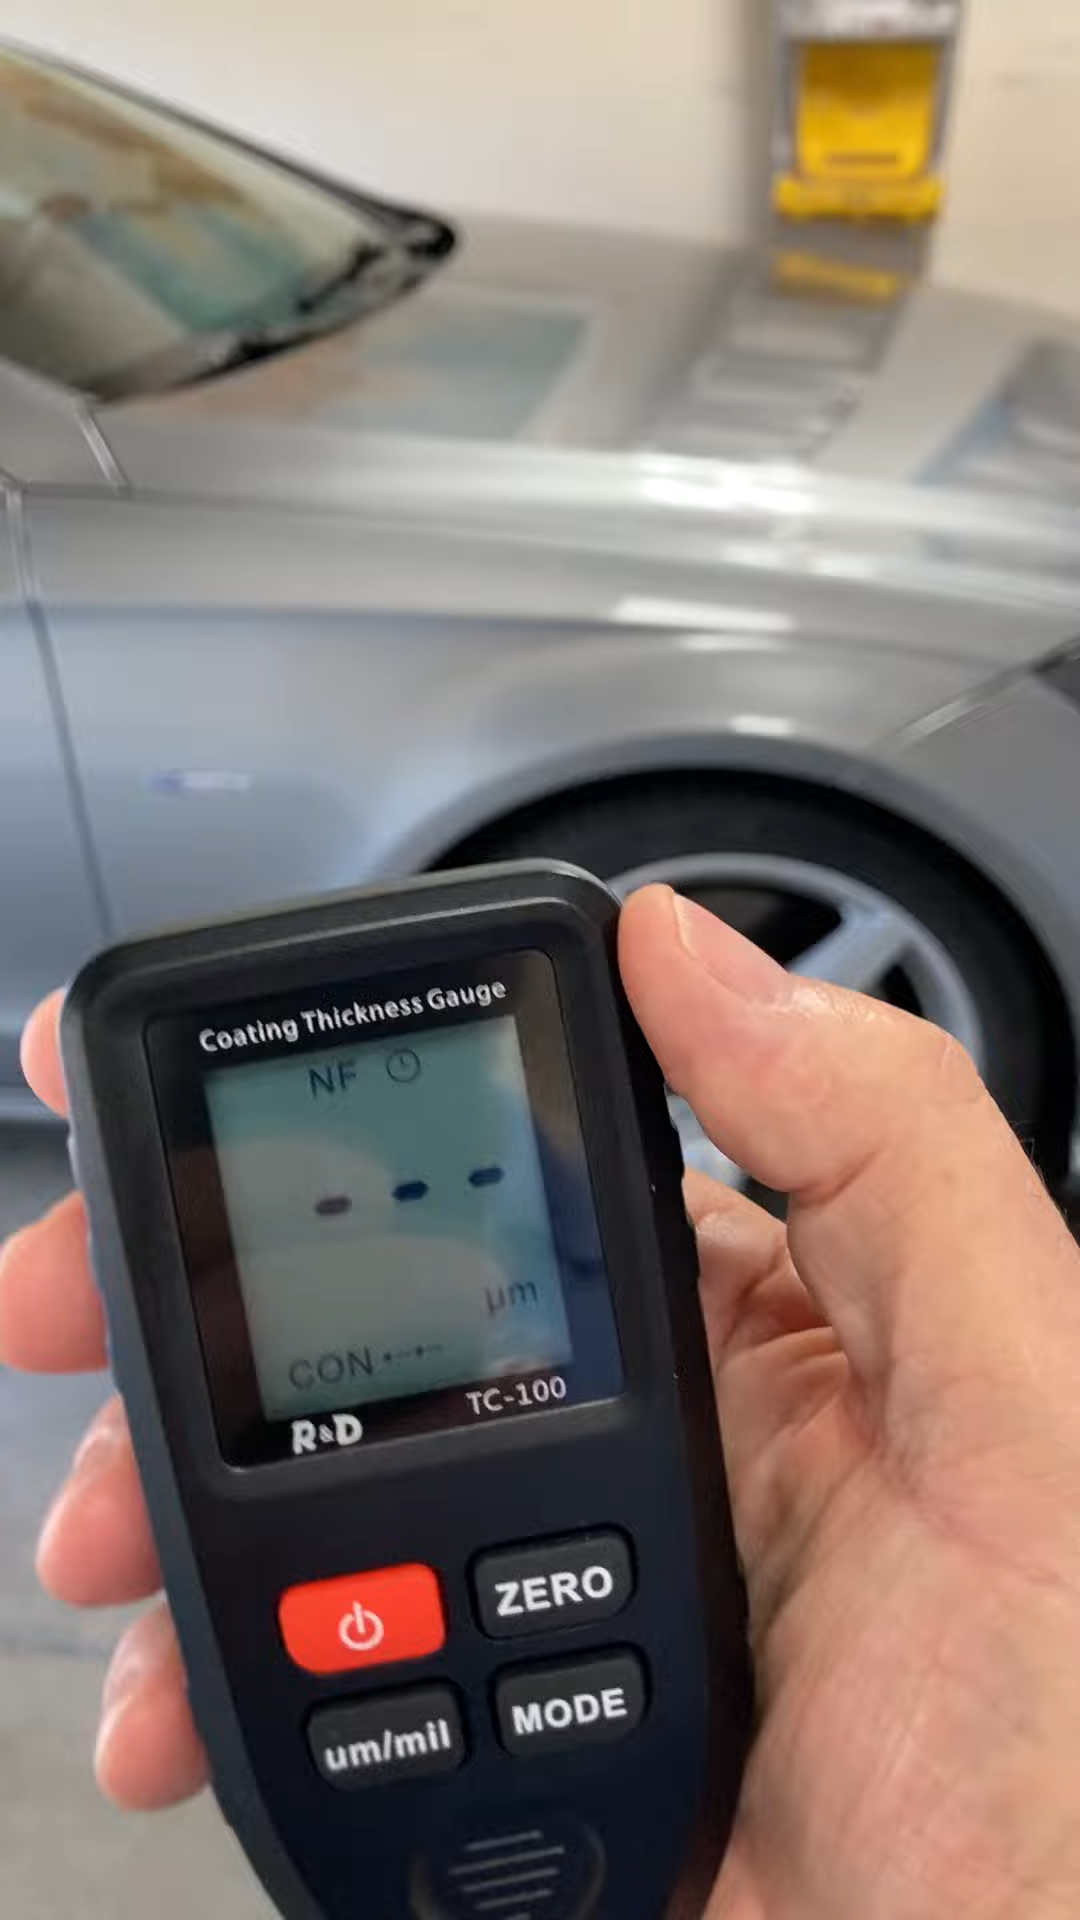 Coating Thickness Gauge
NF
- - -
µm
CON
R&D
TC-100
ZERO
um/mil
MODE